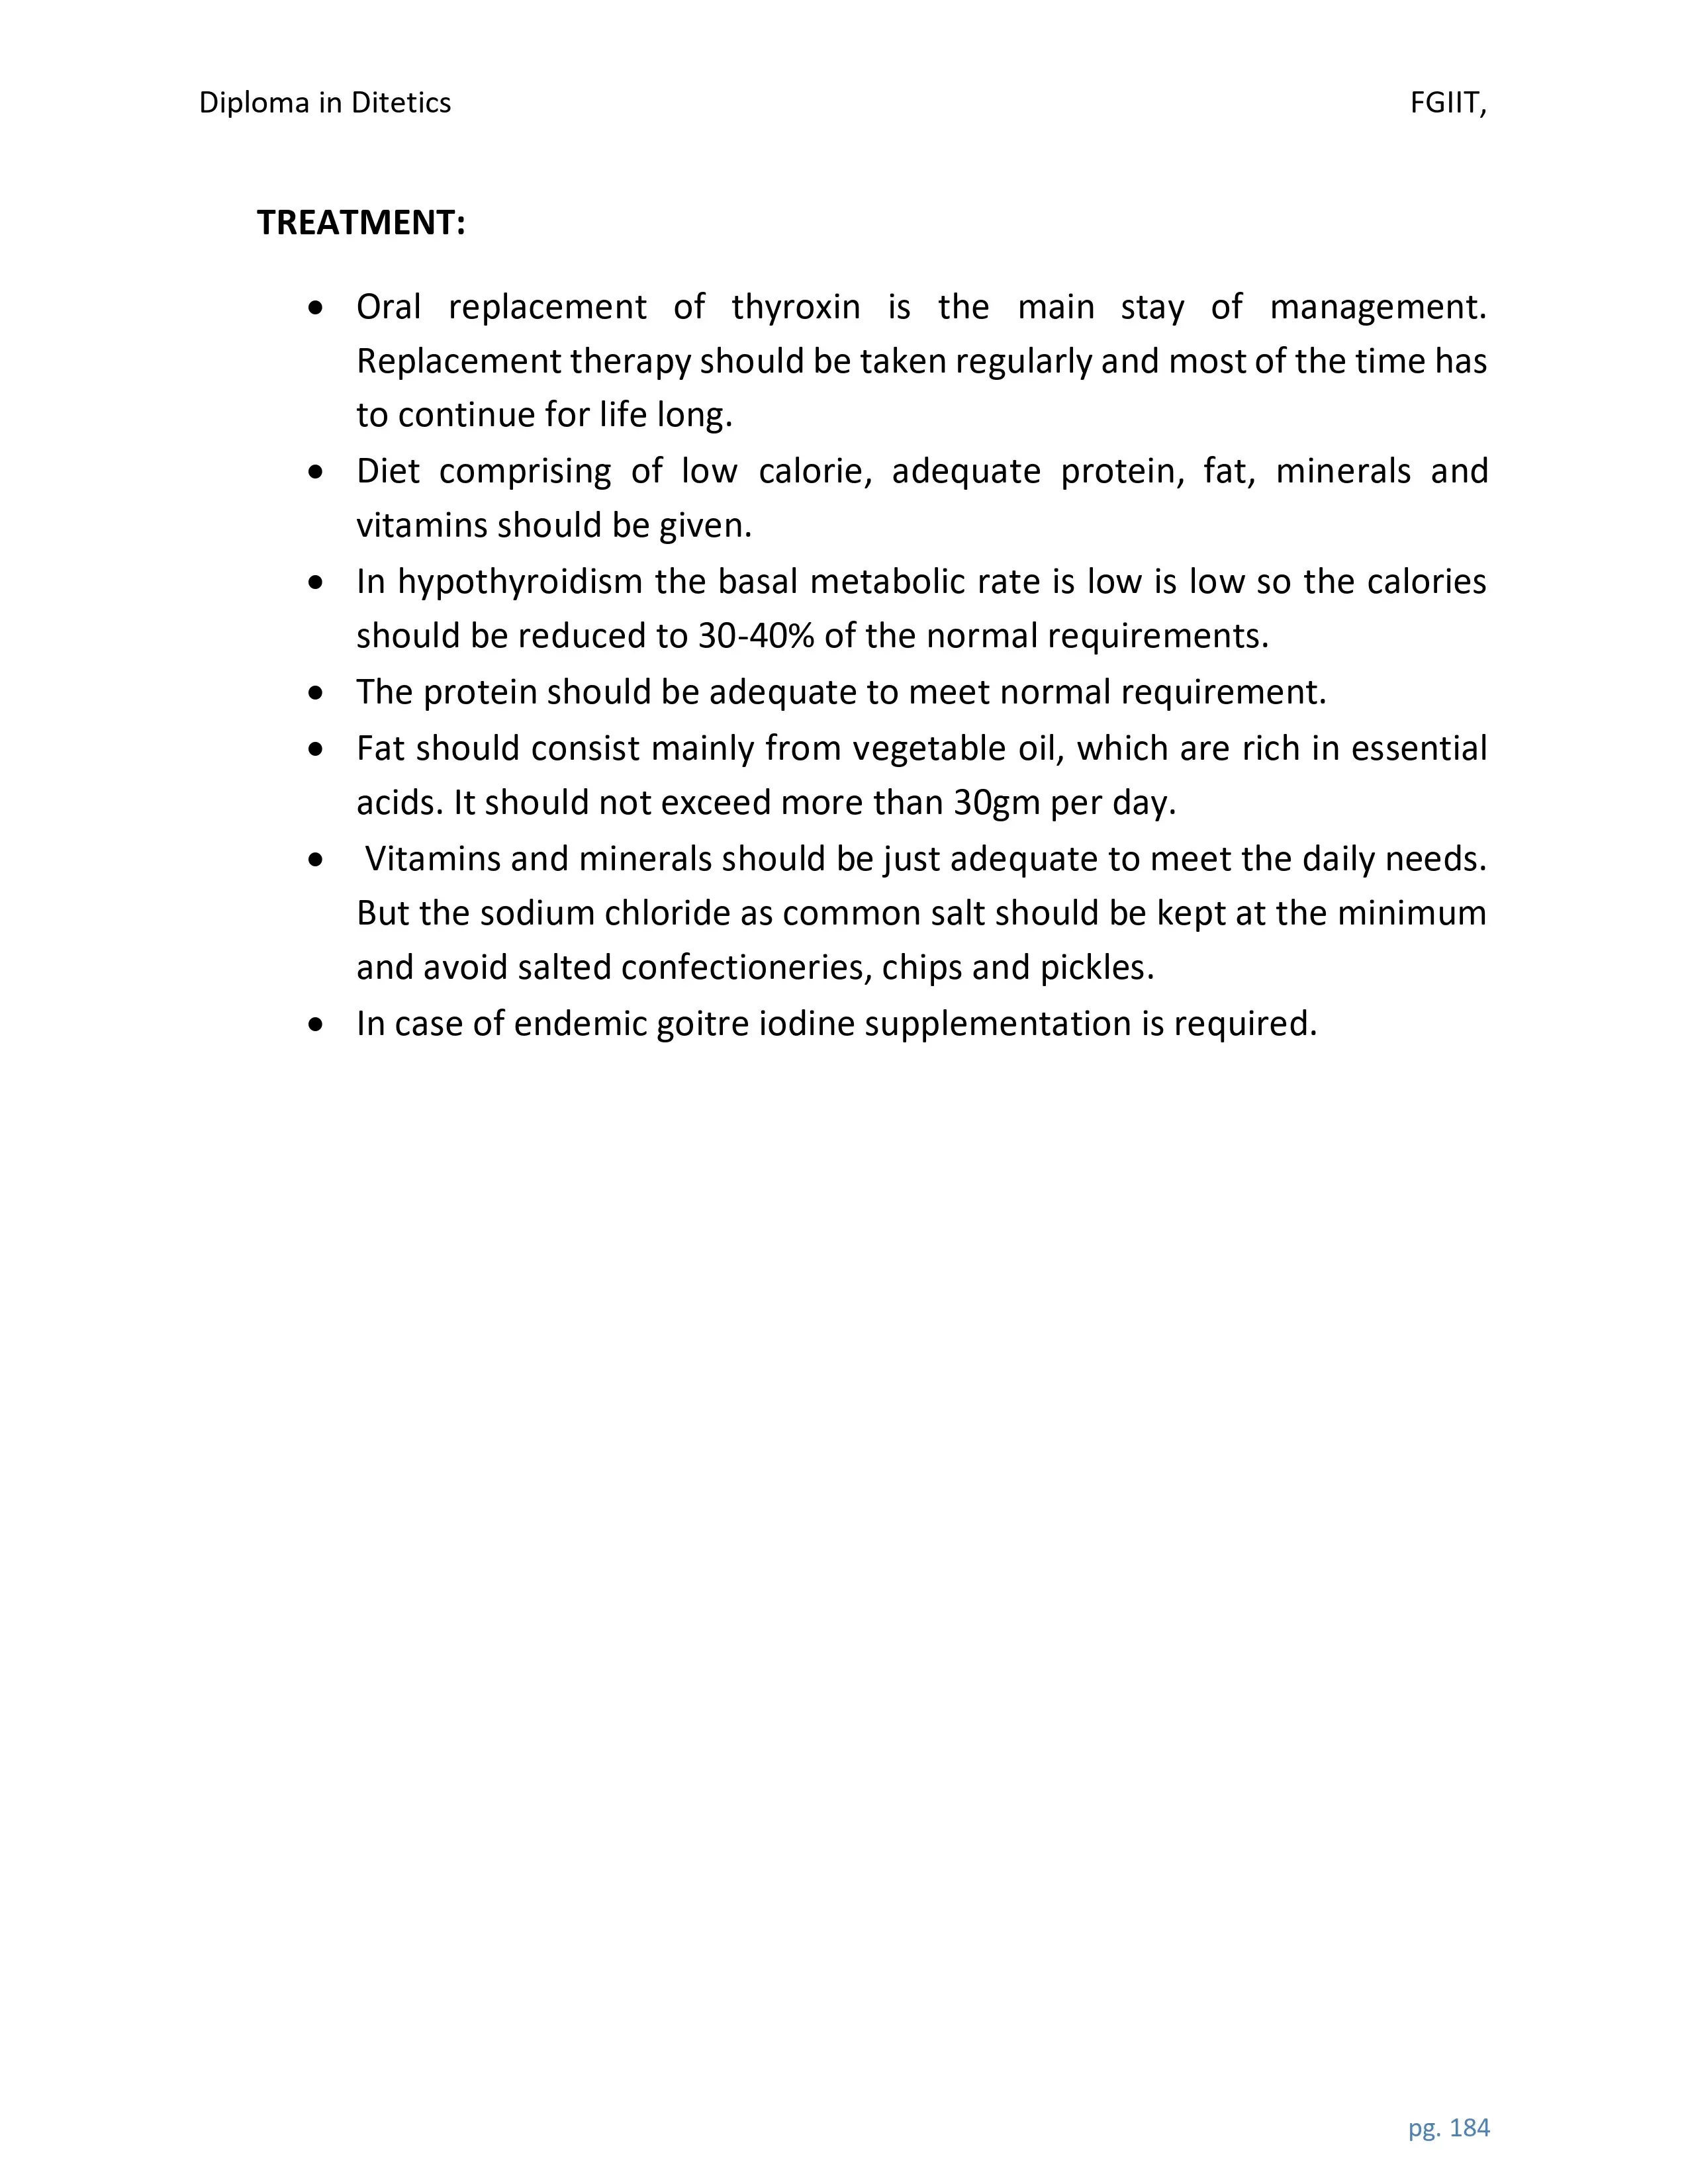 Diploma in Ditetics FGIIT,
TREATMENT:
• Oral replacement of thyroxin is the main stay of management.
Replacement therapy should be taken regularly and most of the time has
to continue for life long.
• Diet comprising of low calorie, adequate protein, fat, minerals and
vitamins should be given.
• In hypothyroidism the basal metabolic rate is low is low so the calories
should be reduced to 30-40% of the normal requirements.
• The protein should be adequate to meet normal requirement.
• Fat should consist mainly from vegetable oil, which are rich in essential
acids. It should not exceed more than 30gm per day.
• Vitamins and minerals should be just adequate to meet the daily needs.
But the sodium chloride as common salt should be kept at the minimum
and avoid salted confectioneries, chips and pickles.
• In case of endemic goitre iodine supplementation is required.
pg. 184